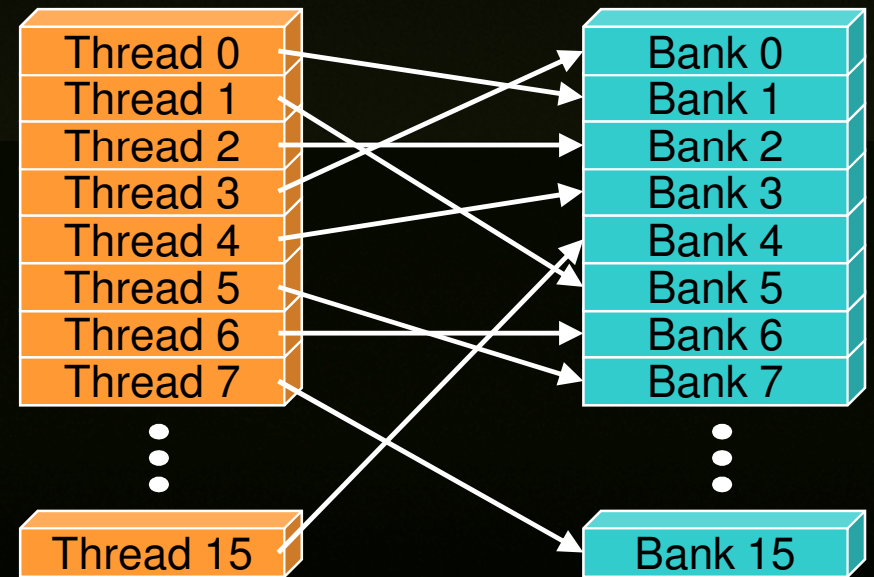 Thread 0
Thread 1
Thread 2
Thread 3
Thread 4
Thread 5
Thread 6
Thread 7
Thread 15
Bank 0
Bank 1
Bank 2
Bank 3
Bank 4
Bank 5
Bank 6
Bank 7
Bank 15